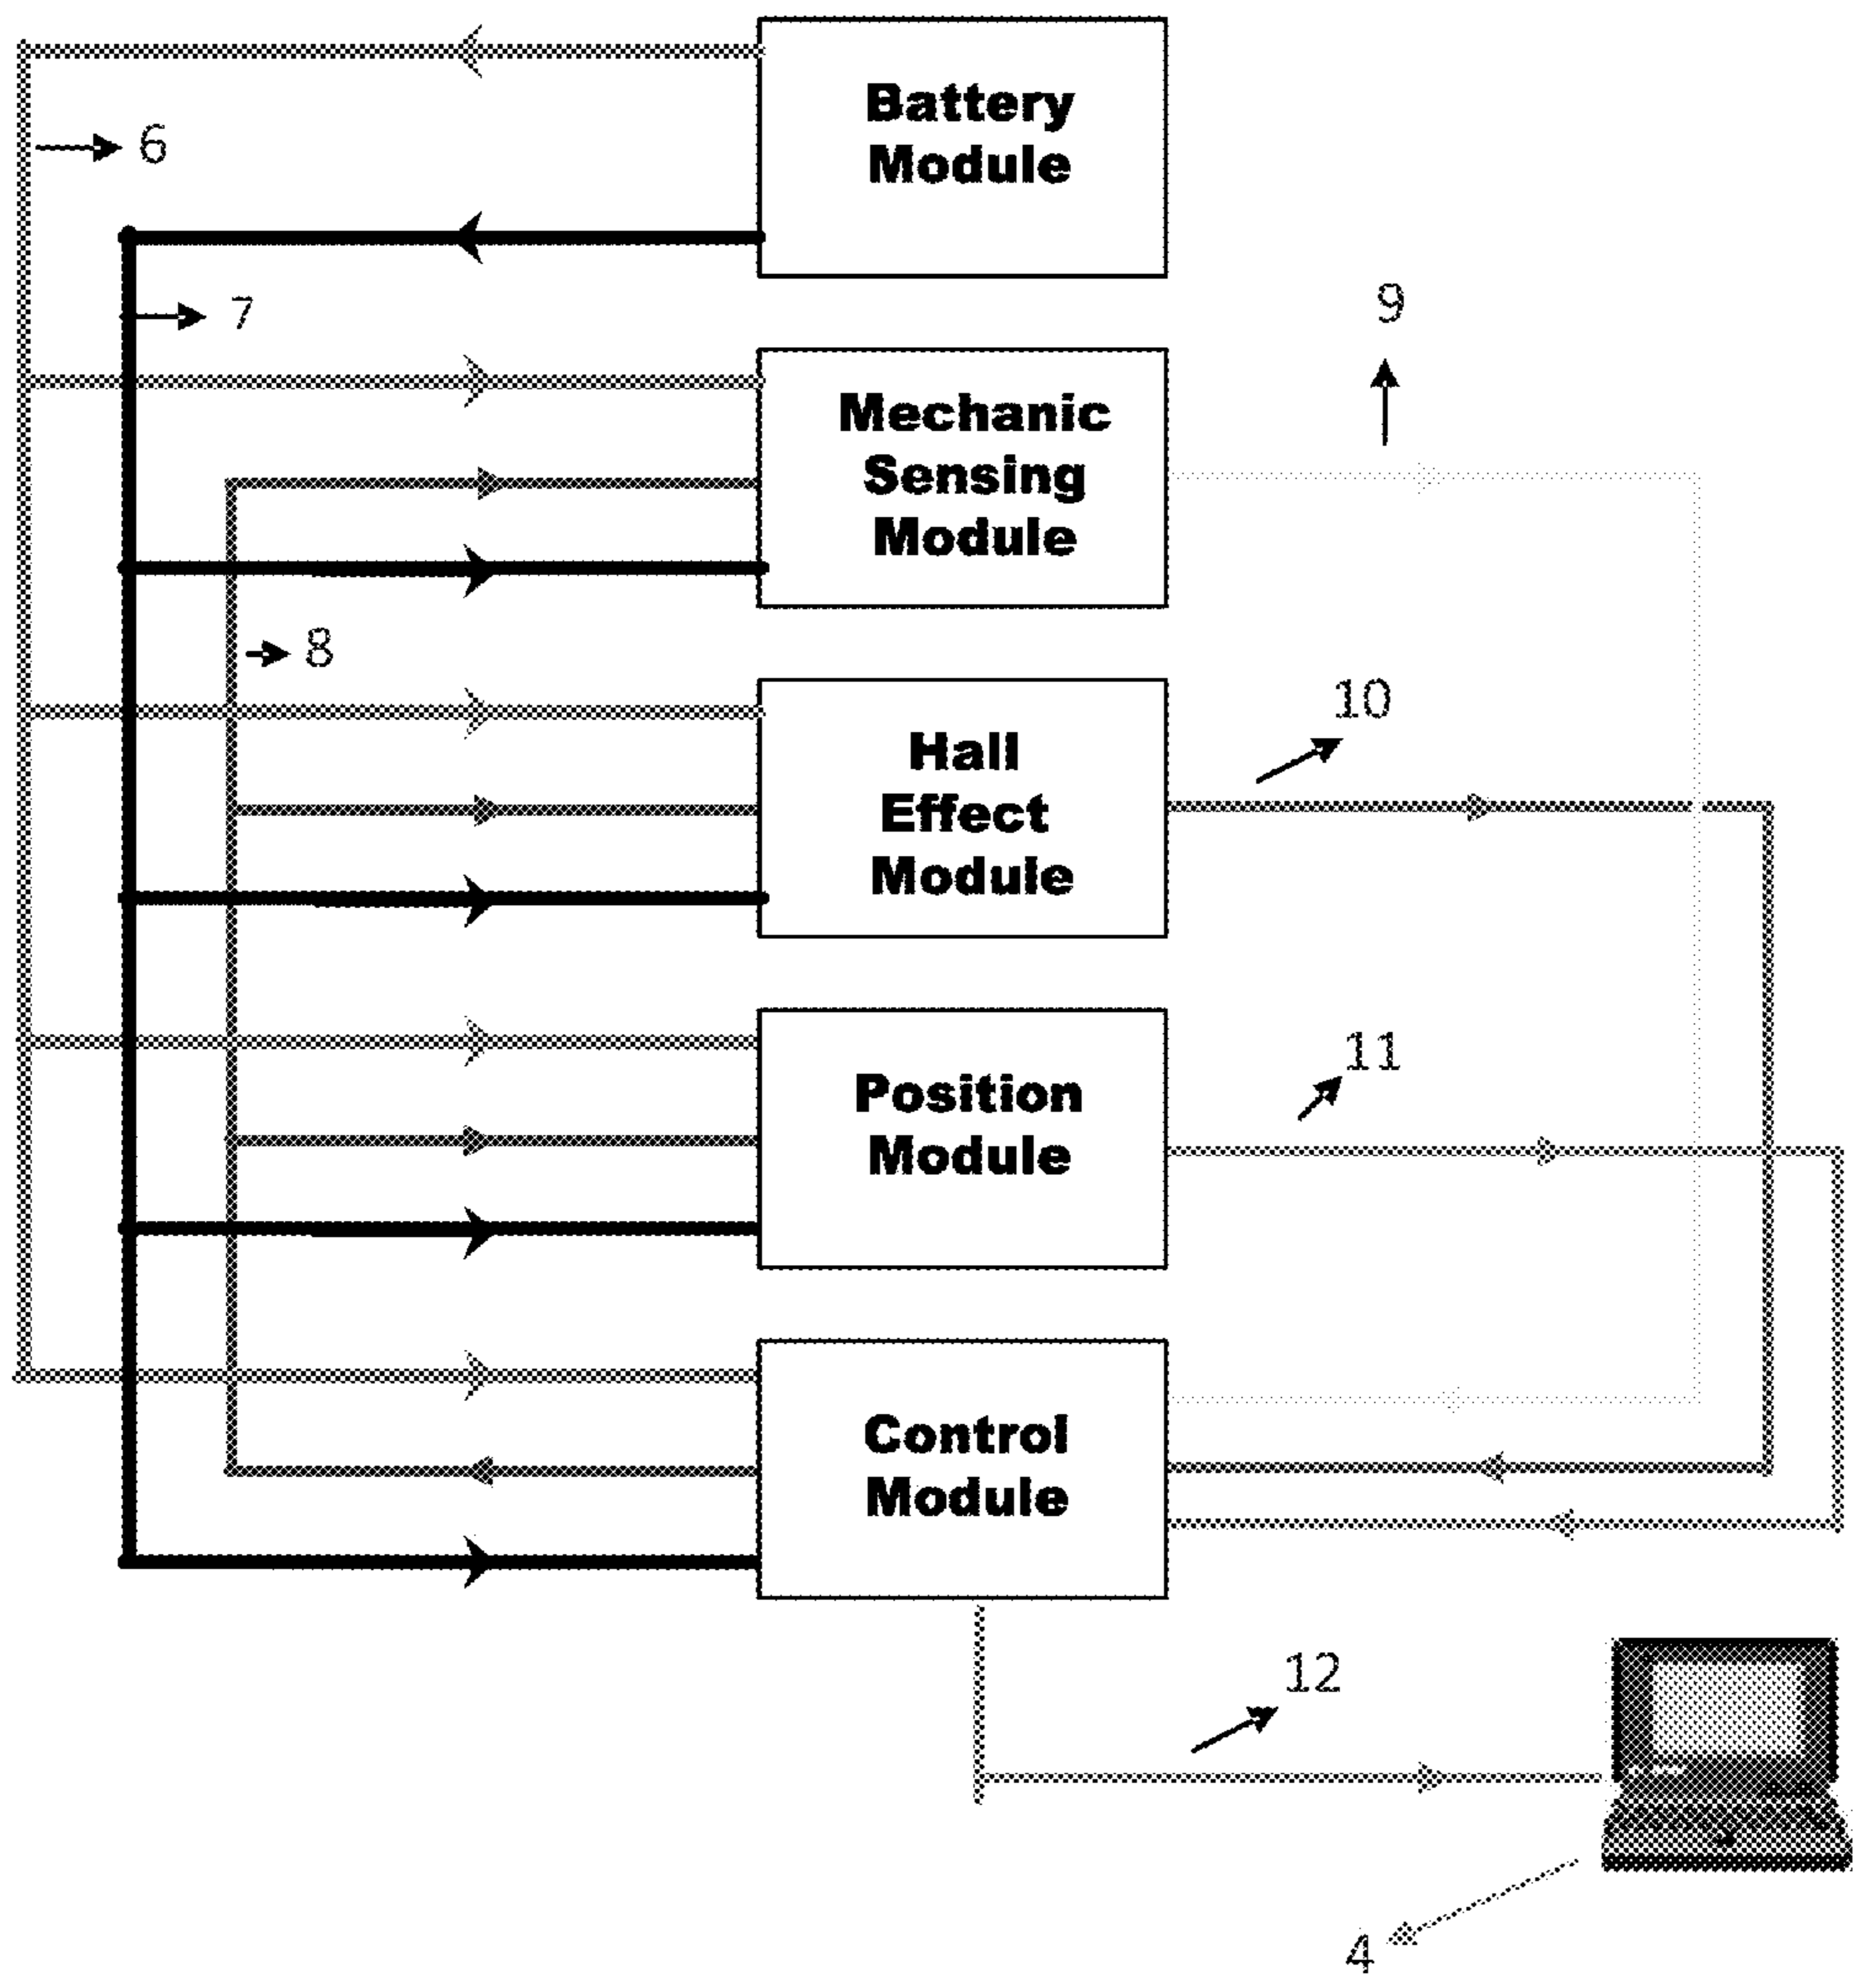 Battery
Module
6
7
9
Mechanic
Sensing
Module
8
10
Hall
Effect
Module
11
Position
Module
Control
Module
12
4